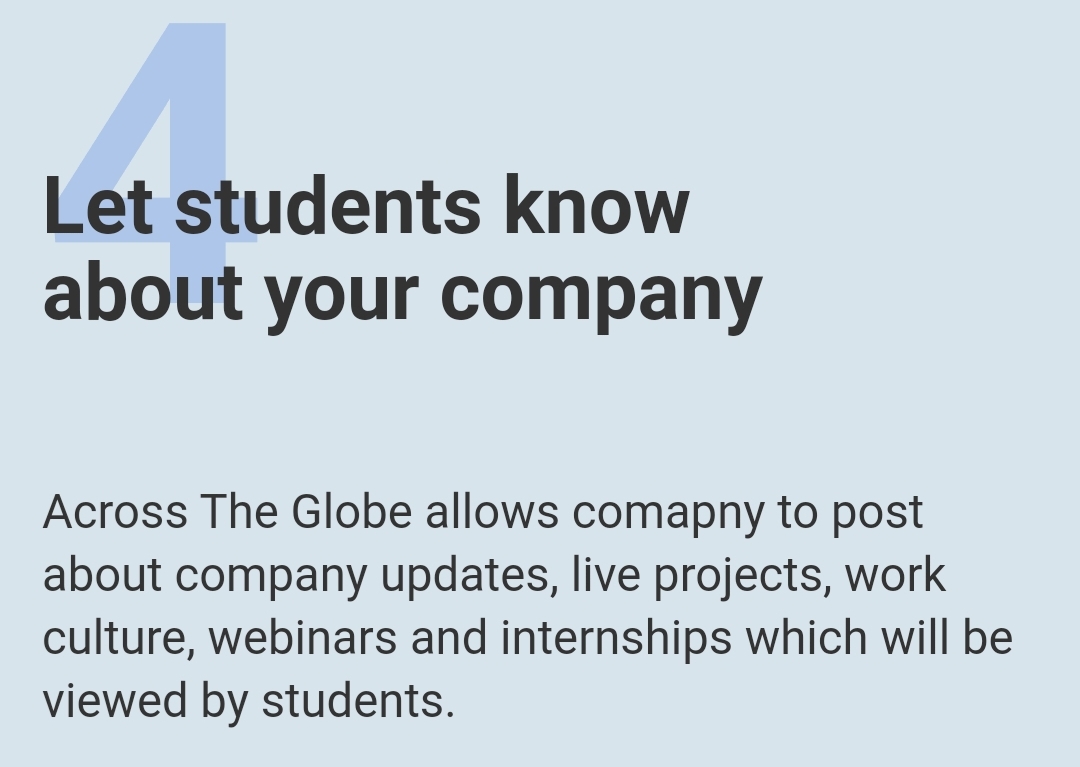 4
Let students know
about your company
Across The Globe allows comapny to post
about company updates, live projects, work
culture, webinars and internships which will be
viewed by students.